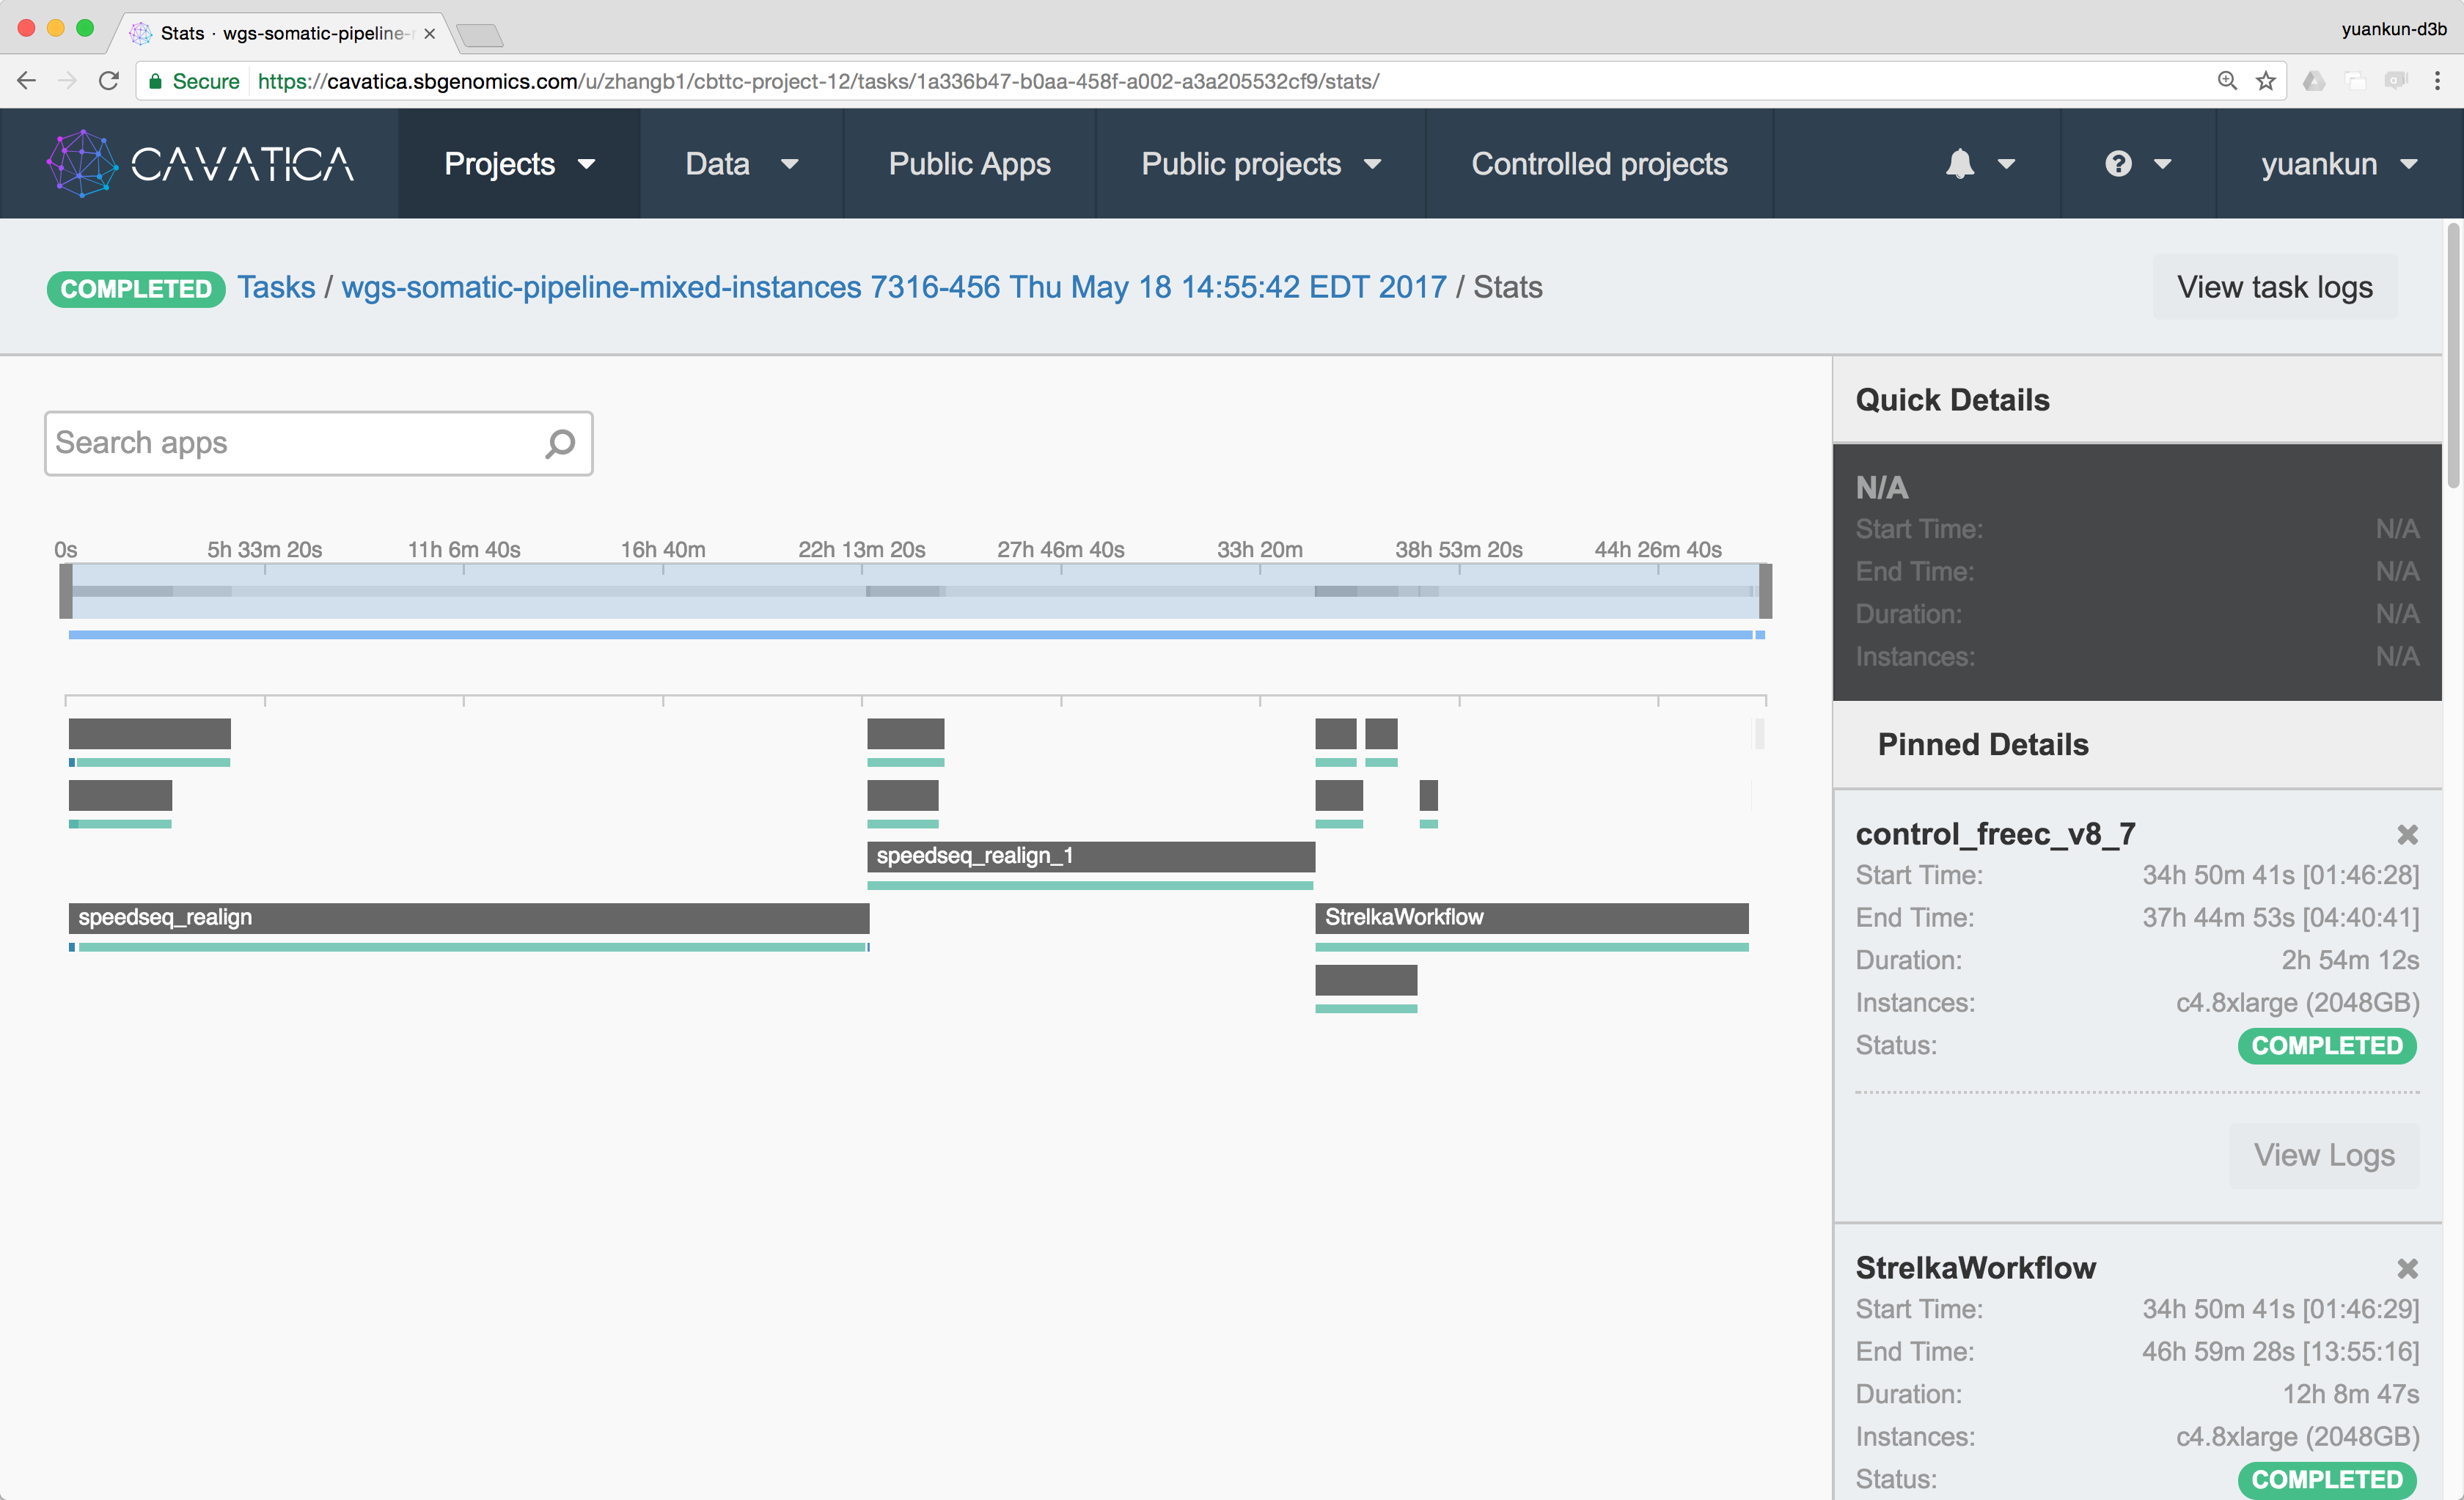 Stats · wgs-somatic-pipeline-
yuankun-d3b
Secure https://cavatica.sbgenomics.com/u/zhangb1/cbttc-project-12/tasks/1a336b47-b0aa-458f-a002-a3a205532cf9/stats/
CAVATICA
Projects
Data
Public Apps
Public projects
Controlled projects
yuankun
COMPLETED Tasks / wgs-somatic-pipeline-mixed-instances 7316-456 Thu May 18 14:55:42 EDT 2017 / Stats
View task logs
Search apps
0s 5h 33m 20s 11h 6m 40s 16h 40m 22h 13m 20s 27h 46m 40s 33h 20m 38h 53m 20s 44h 26m 40s
speedseq_realign_1
speedseq_realign
StrelkaWorkflow
Quick Details
N/A
Start Time: N/A
End Time: N/A
Duration: N/A
Instances: N/A
Pinned Details
control_freec_v8_7
Start Time: 34h 50m 41s [01:46:28]
End Time: 37h 44m 53s [04:40:41]
Duration: 2h 54m 12s
Instances: c4.8xlarge (2048GB)
Status: COMPLETED
View Logs
StrelkaWorkflow
Start Time: 34h 50m 41s [01:46:29]
End Time: 46h 59m 28s [13:55:16]
Duration: 12h 8m 47s
Instances: c4.8xlarge (2048GB)
Status: COMPLETED